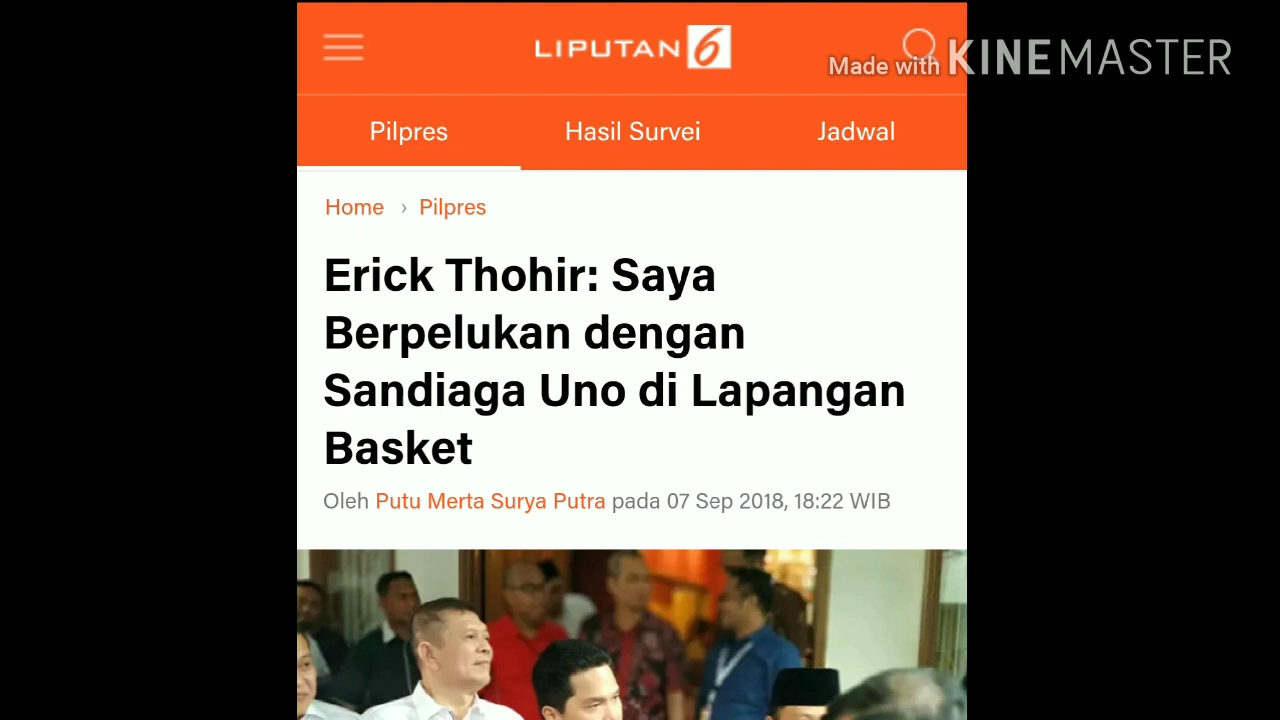 LIPUTAN 6
Made with KINEMASTER
Pilpres Hasil Survei Jadwal
Home › Pilpres
Erick Thohir: Saya
Berpelukan dengan
Sandiaga Uno di Lapangan
Basket
Oleh Putu Merta Surya Putra pada 07 Sep 2018, 18:22 WIB